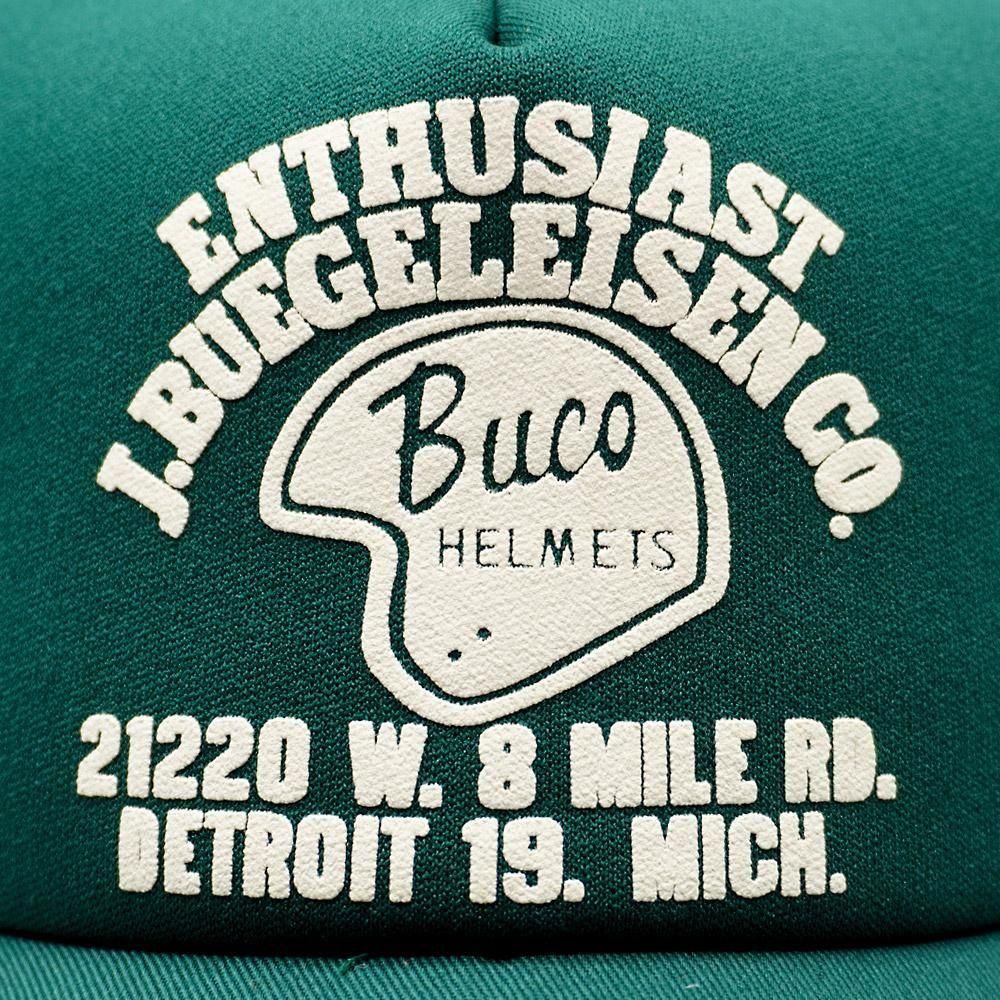 ENTHUSIAST
J.BUEGELEISEN CO.
Buco
HELMETS
21220 W. 8 MILE RD.
DETROIT 19. MICH.